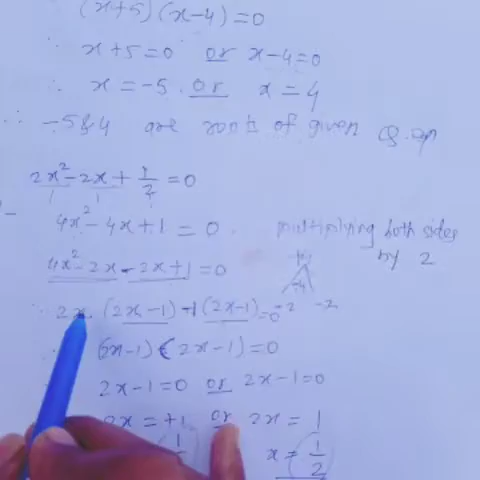 (x+5) (x-4)=0
∴ x+5=0 or x-4=0
∴ x=-5 or x=4
∴ -5&4 are roots of given Q.eqn
2x²-2x+1/2=0
4x²-4x+1=0. multiplying both sides by 2
4x²-2x-2x+1=0
-4
-2 -2
∴ 2x (2x-1)-1(2x-1)=0
(2x-1)(2x-1)=0
2x-1=0 or 2x-1=0
2x=+1 or 2x=1
x=1/2